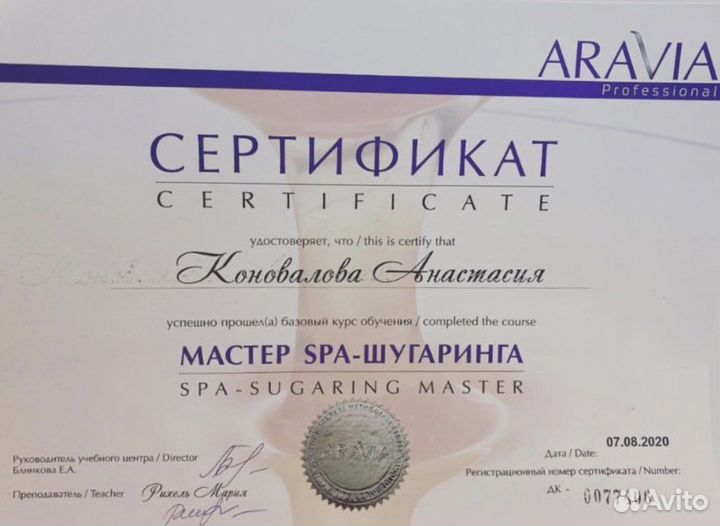 ARAVIA
Professional
СЕРТИФИКАТ
CERTIFICATE
удостоверяет, что / this is certify that
Коновалова Анастасия
успешно прошел(а) базовый курс обучения / completed the course
МАСТЕР SPA-ШУГАРИНГА
SPA-SUGARING MASTER
ARAVIA
Руководитель учебного центра / Director
Блинкова Е.А.
Преподаватель / Teacher Рихель Мария
Дата / Date: 07.08.2020
Регистрационный номер сертификата / Number:
ДК -
Avito